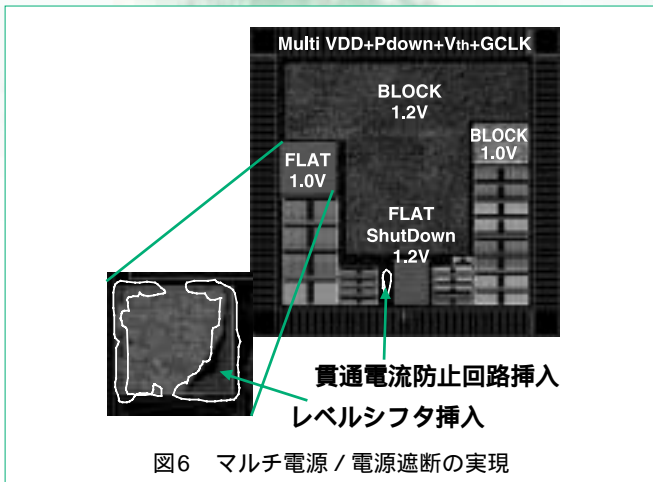 Multi VDD+Pdown+Vth+GCLK
BLOCK
1.2V
BLOCK
1.0V
FLAT
1.0V
FLAT
ShutDown
1.2V
貫通電流防止回路挿入
レベルシフタ挿入
図6 マルチ電源 / 電源遮断の実現